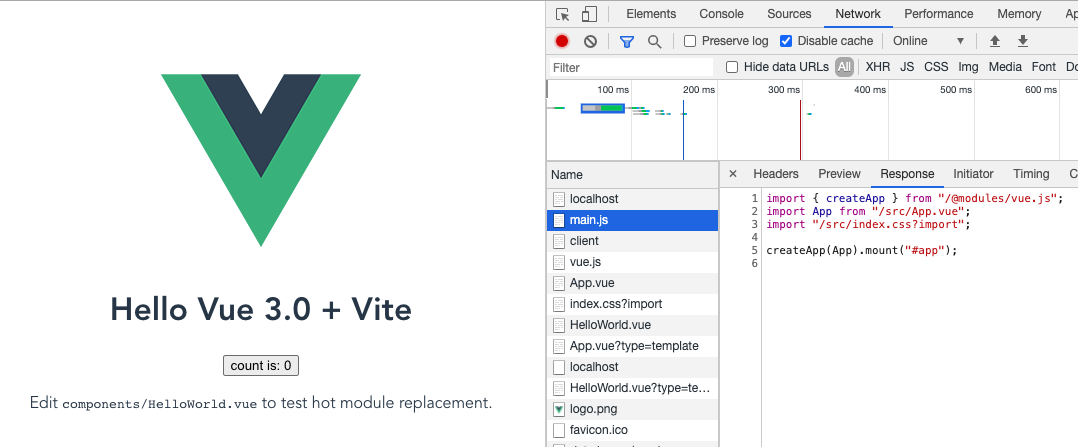 Hello Vue 3.0 + Vite
count is: 0
Edit components/HelloWorld.vue to test hot module replacement.
Elements Console Sources Network Performance Memory Ap
Preserve log Disable cache Online
Filter Hide data URLs All XHR JS CSS Img Media Font Do
100 ms 200 ms 300 ms 400 ms 500 ms 600 ms
Name
localhost
main.js
client
vue.js
App.vue
index.css?import
HelloWorld.vue
App.vue?type=template
localhost
HelloWorld.vue?type=te…
logo.png
favicon.ico
× Headers Preview Response Initiator Timing C
1 import { createApp } from "/@modules/vue.js";
2 import App from "/src/App.vue";
3 import "/src/index.css?import";
4
5 createApp(App).mount("#app");
6